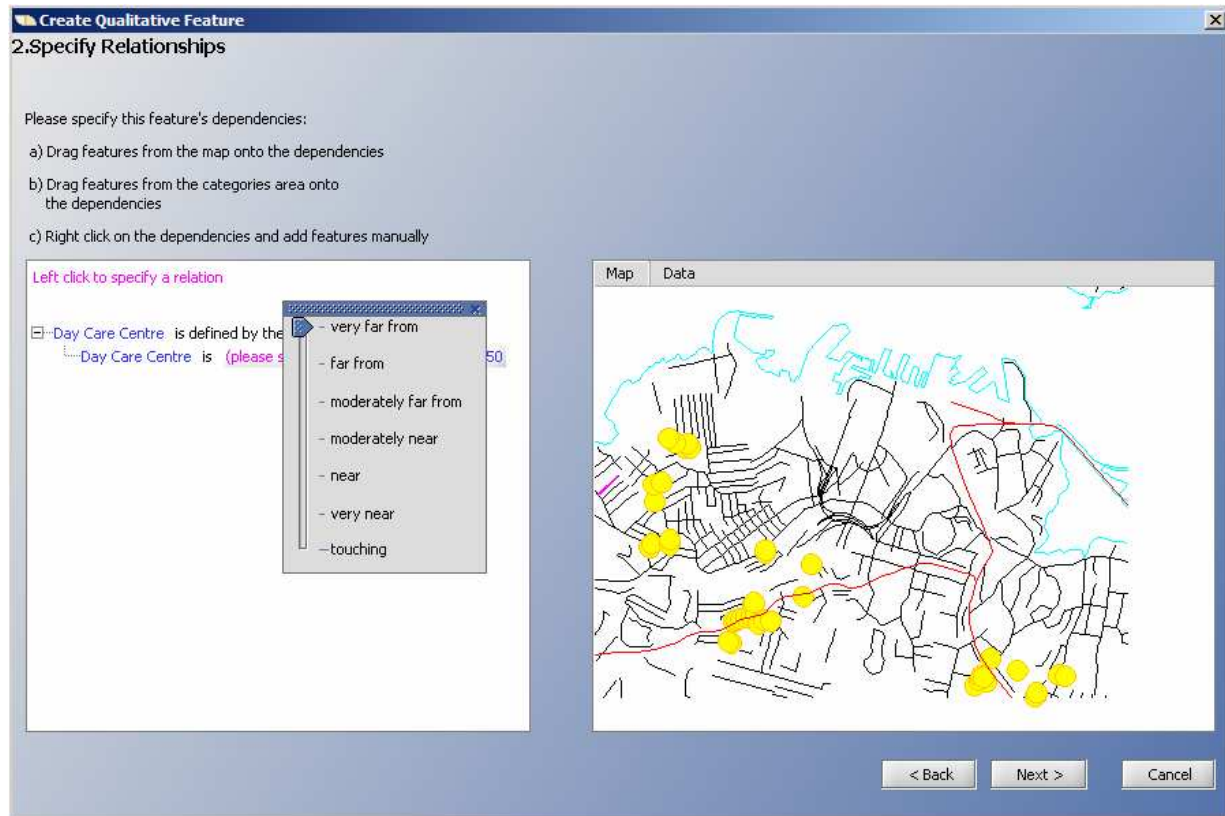 Create Qualitative Feature
2.Specify Relationships
Please specify this feature's dependencies:
a) Drag features from the map onto the dependencies
b) Drag features from the categories area onto
the dependencies
c) Right click on the dependencies and add features manually
Left click to specify a relation
Day Care Centre is defined by the
Day Care Centre is (please s 50
very far from
far from
moderately far from
moderately near
near
very near
touching
Map Data
< Back Next > Cancel